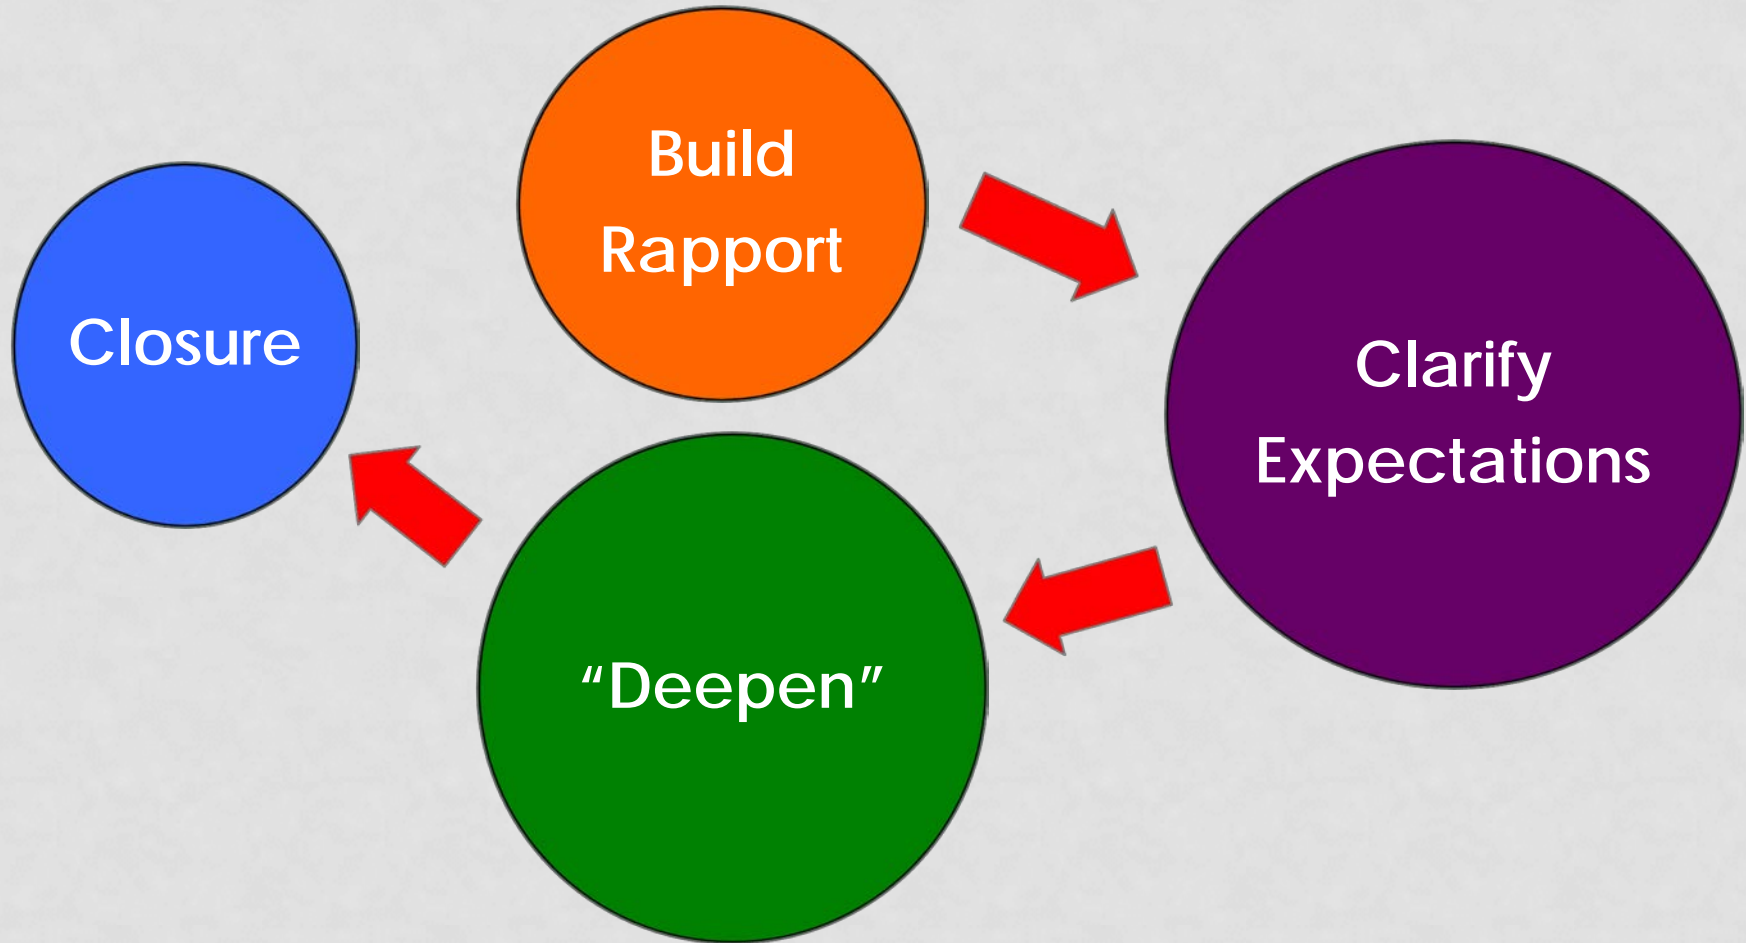 Build
Rapport
Clarify
Expectations
“Deepen”
Closure